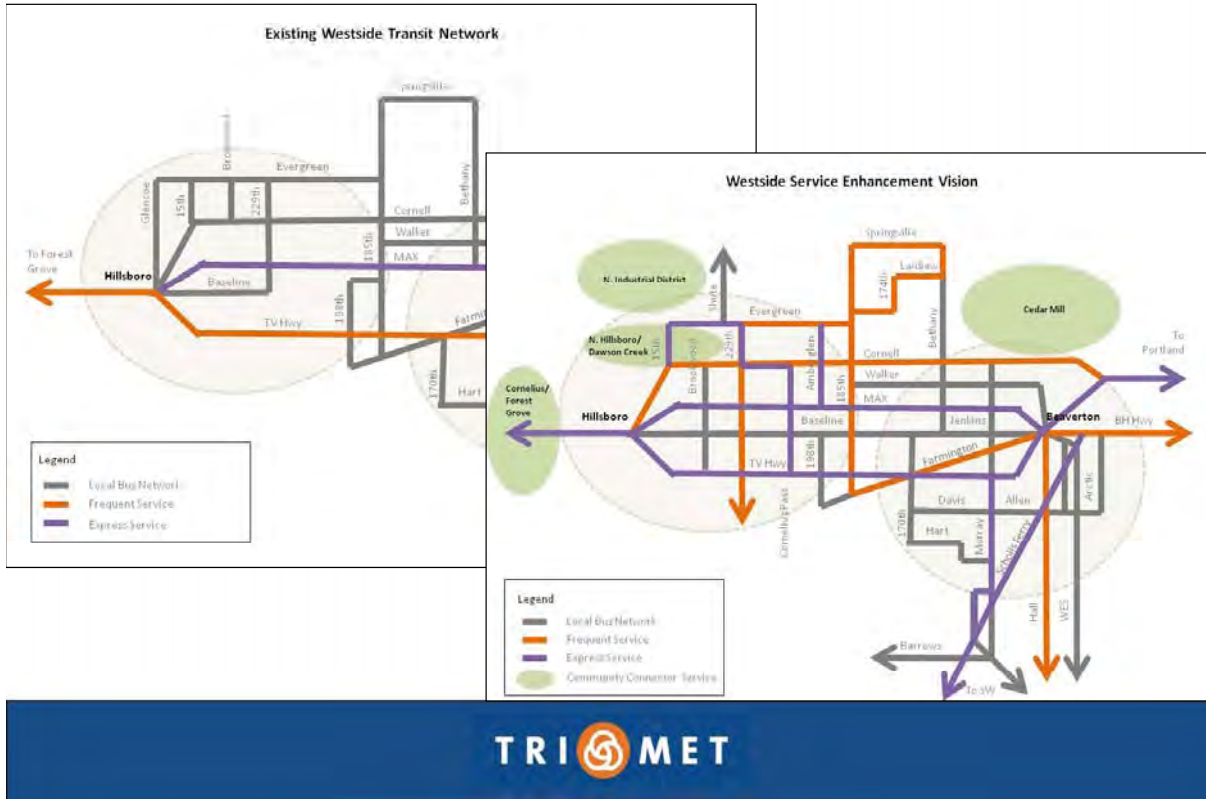 Existing Westside Transit Network
Springville
Evergreen
Glencoe
15th
229th
Bethany
185th
Cornell
Walker
MAX
To Forest
Grove
Hillsboro
Baseline
198th
TV Hwy
170th
Hart
Legend
Local Bus Network
Frequent Service
Express Service
Westside Service Enhancement Vision
Springville
Laidlaw
174th
N. Industrial District
Shute
Cedar Mill
Evergreen
Bethany
To
Portland
N. Hillsboro/
Dawson Creek
15th
229th
Brookwood
Amberglen
185th
Cornell
Walker
Cornelius/
Forest
Grove
MAX
Hillsboro
Baseline
Jenkins
Beaverton
BH Hwy
Farmington
198th
TV Hwy
Cornelius Pass
Davis
Allen
Arctic
170th
Hart
Murray
Scholls Ferry
Hall
WES
Legend
Local Bus Network
Frequent Service
Express Service
Community Connector Service
Barrows
To SW
TRI MET